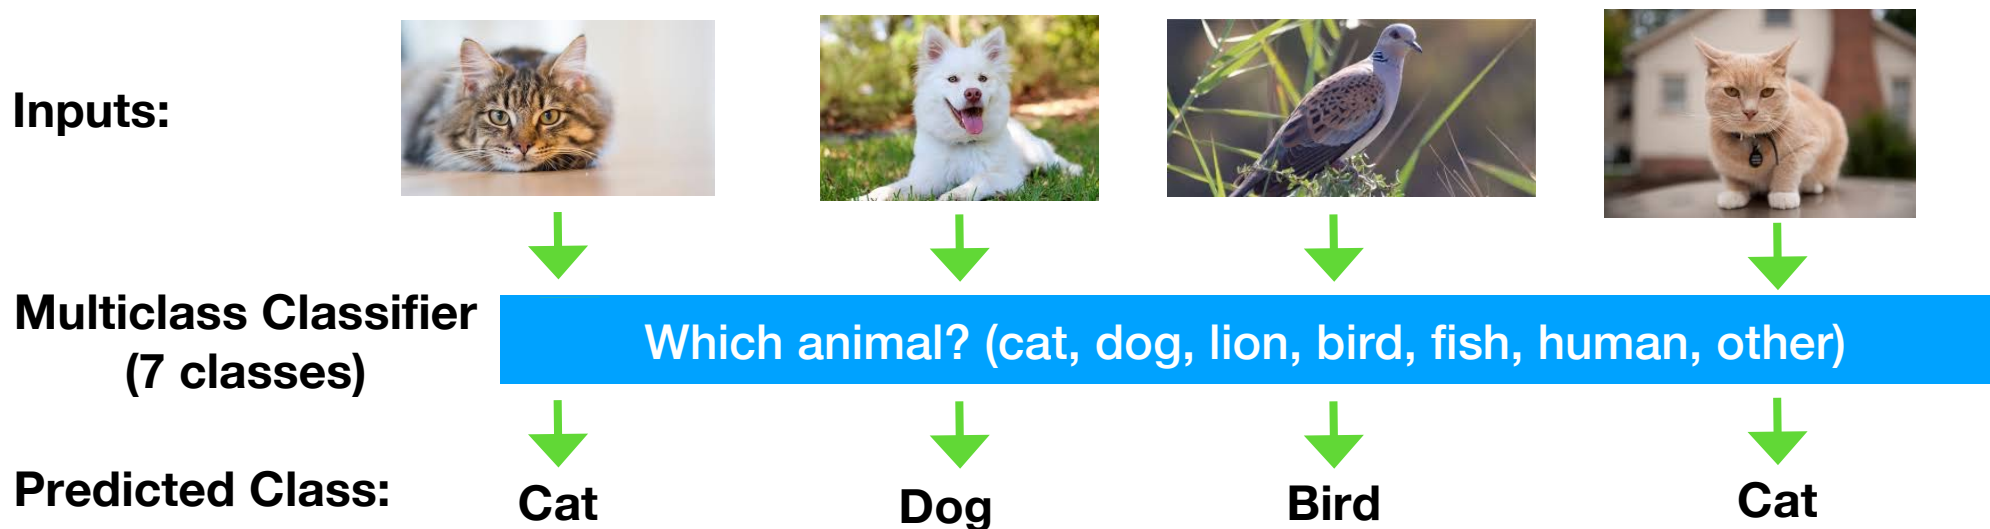 Inputs:
Multiclass Classifier
(7 classes)
Which animal? (cat, dog, lion, bird, fish, human, other)
Predicted Class:
Cat
Dog
Bird
Cat